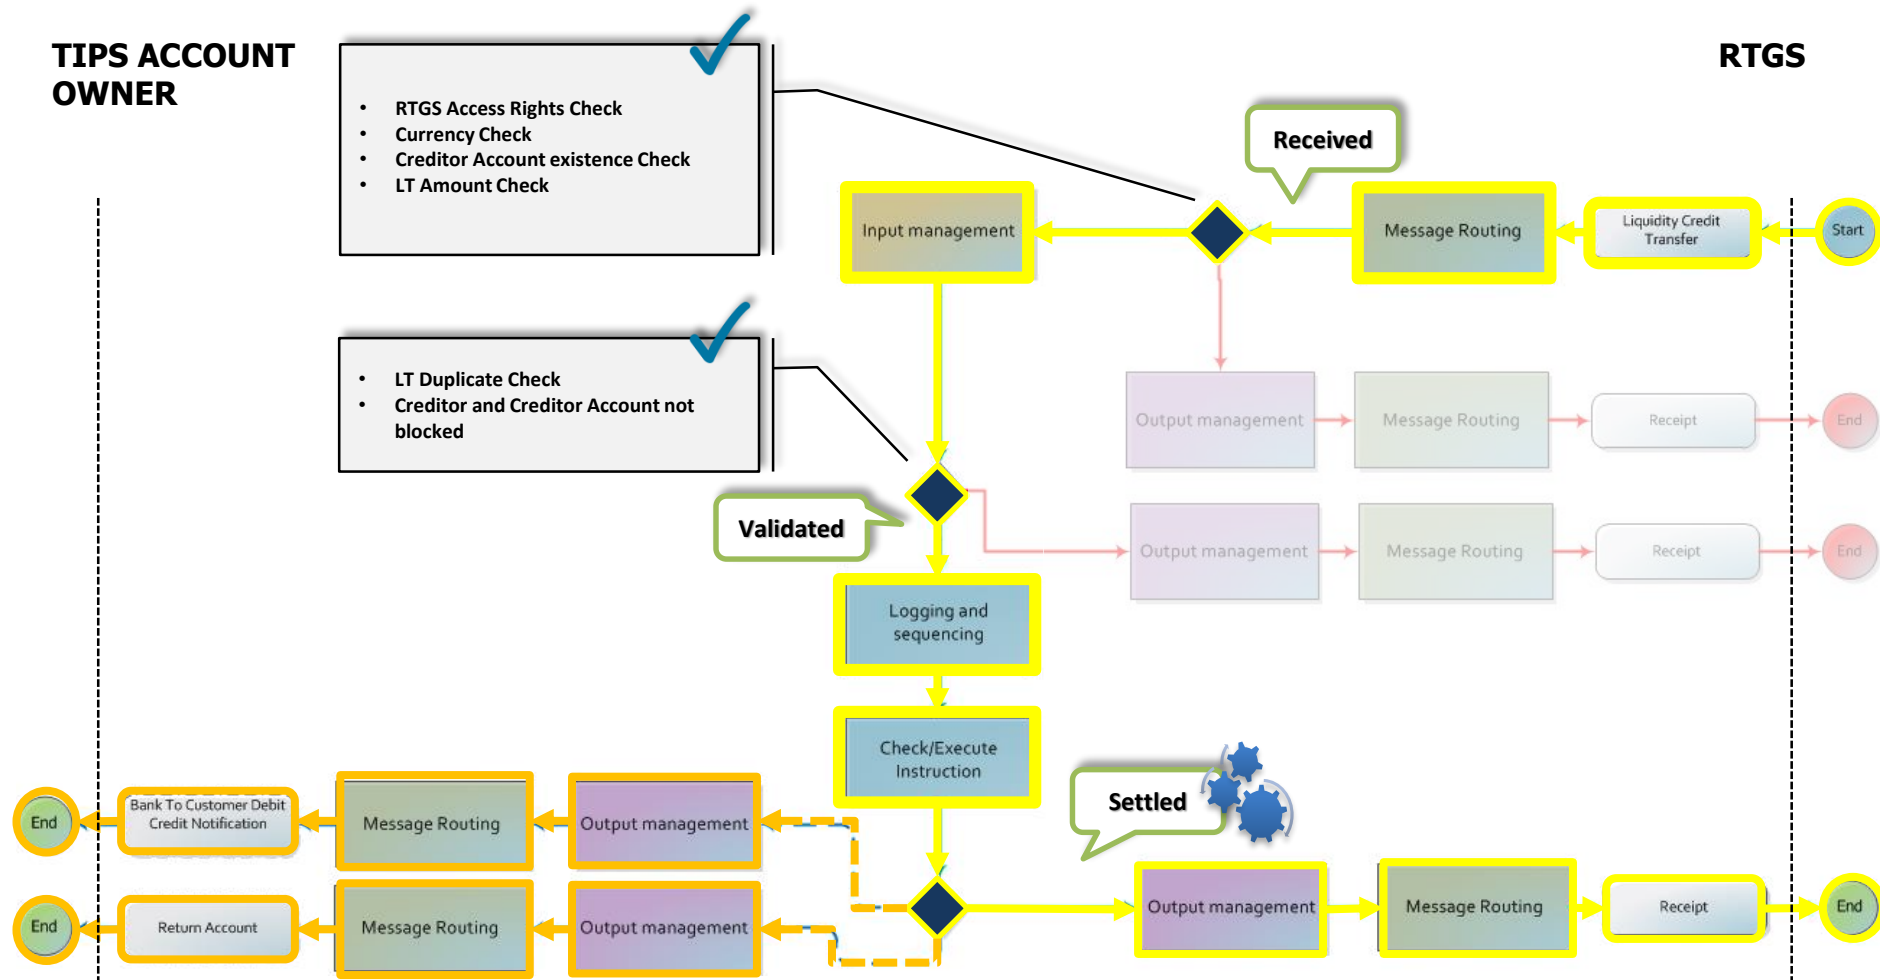 TIPS ACCOUNT
OWNER
RTGS
• RTGS Access Rights Check
• Currency Check
• Creditor Account existence Check
• LT Amount Check
Received
Input management
Message Routing
Liquidity Credit
Transfer
Start
• LT Duplicate Check
• Creditor and Creditor Account not
blocked
Output management
Message Routing
Receipt
End
Validated
Output management
Message Routing
Receipt
End
Logging and
sequencing
Check/Execute
Instruction
Settled
End
Bank To Customer Debit
Credit Notification
Message Routing
Output management
End
Return Account
Message Routing
Output management
Output management
Message Routing
Receipt
End